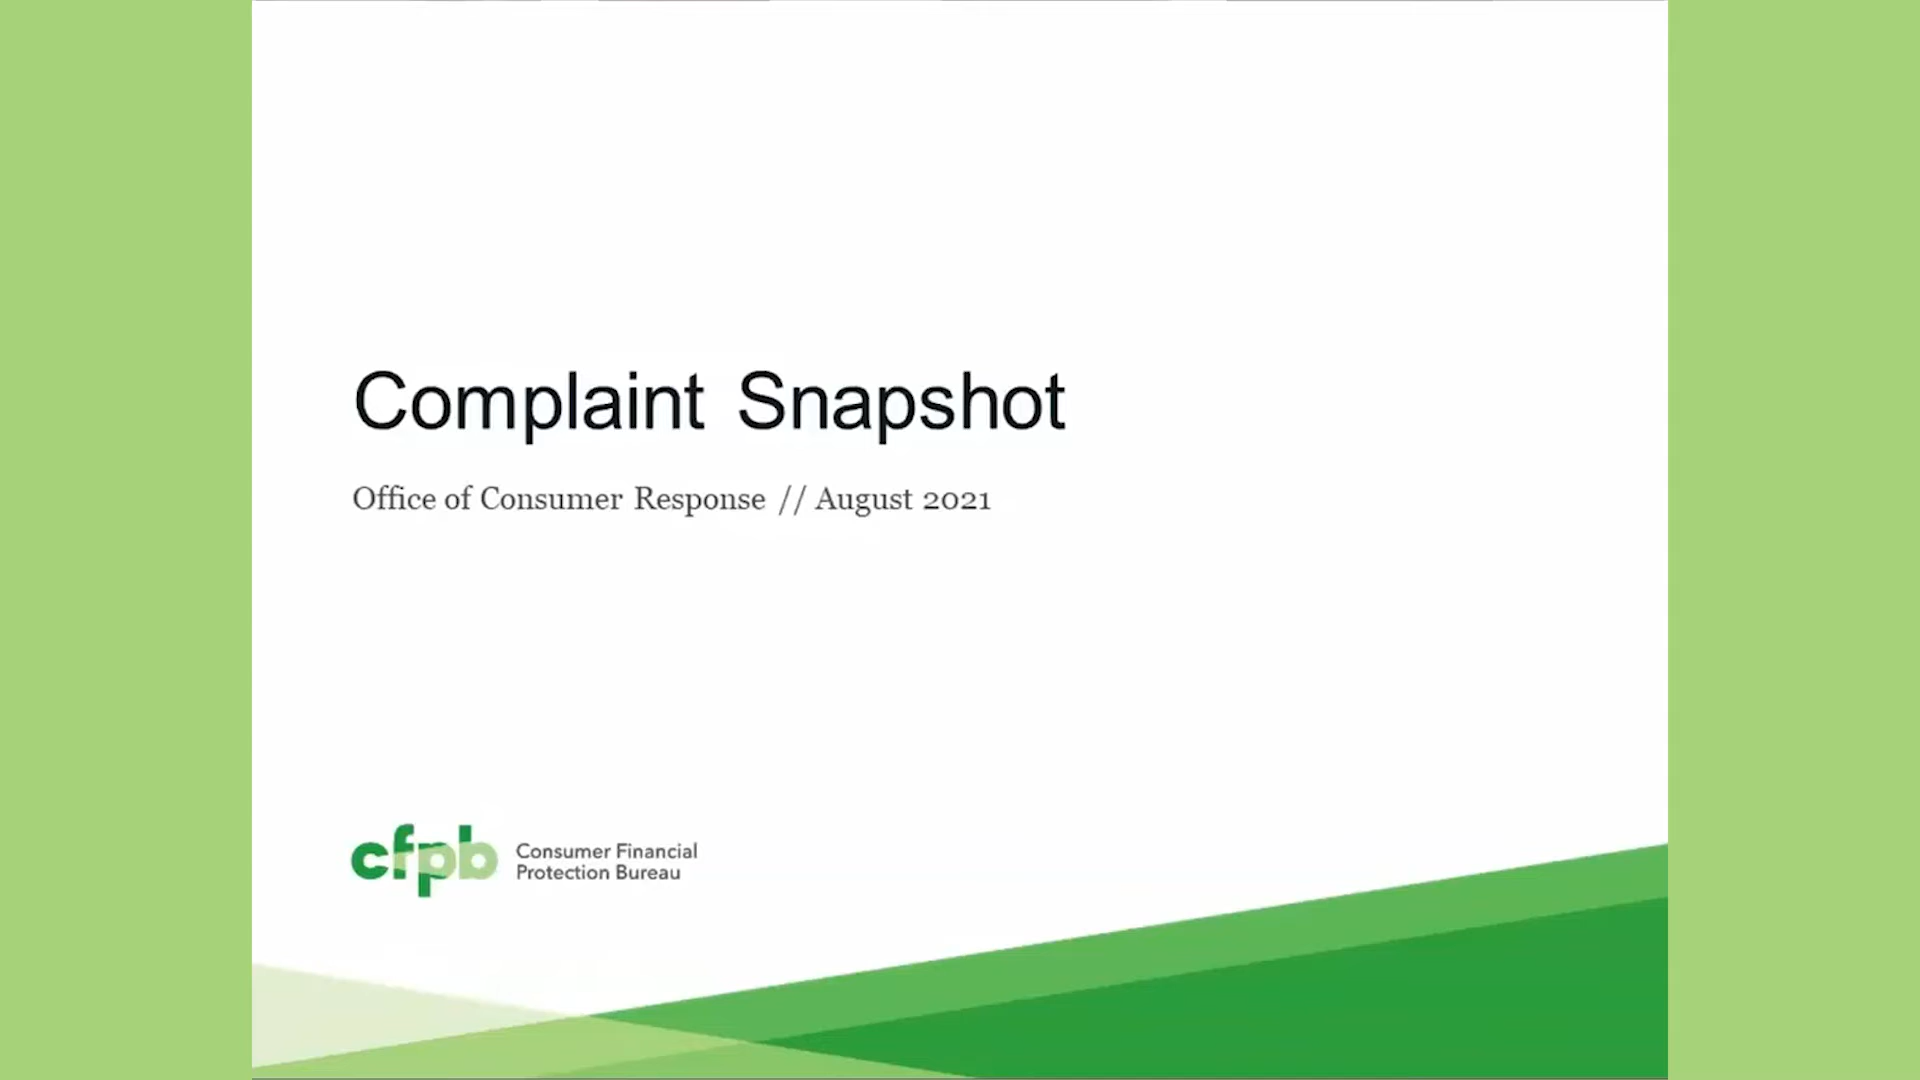 Complaint Snapshot
Office of Consumer Response // August 2021
cfpb
Consumer Financial
Protection Bureau